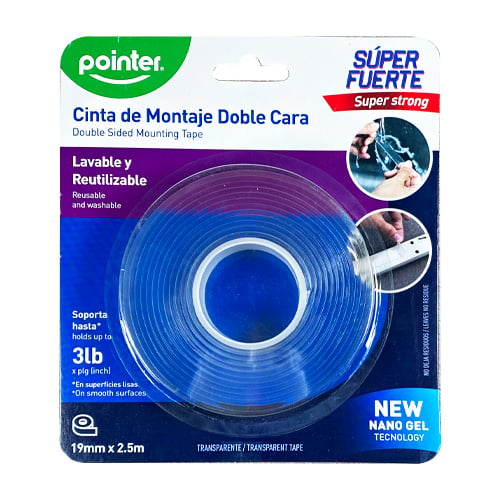 pointer
SÚPER
FUERTE
Super strong
Cinta de Montaje Doble Cara
Double Sided Mounting Tape
Lavable y
Reutilizable
Reusable
and washable
Soporta
hasta*
holds up to
3lb
x plg (inch)
*En superficies lisas
*On smooth surfaces
19mm x 2.5m
TRANSPARENTE / TRANSPARENT TAPE
NO DEJA RESIDUOS / LEAVES NO RESIDUE
NEW
NANO GEL
TECNOLOGY